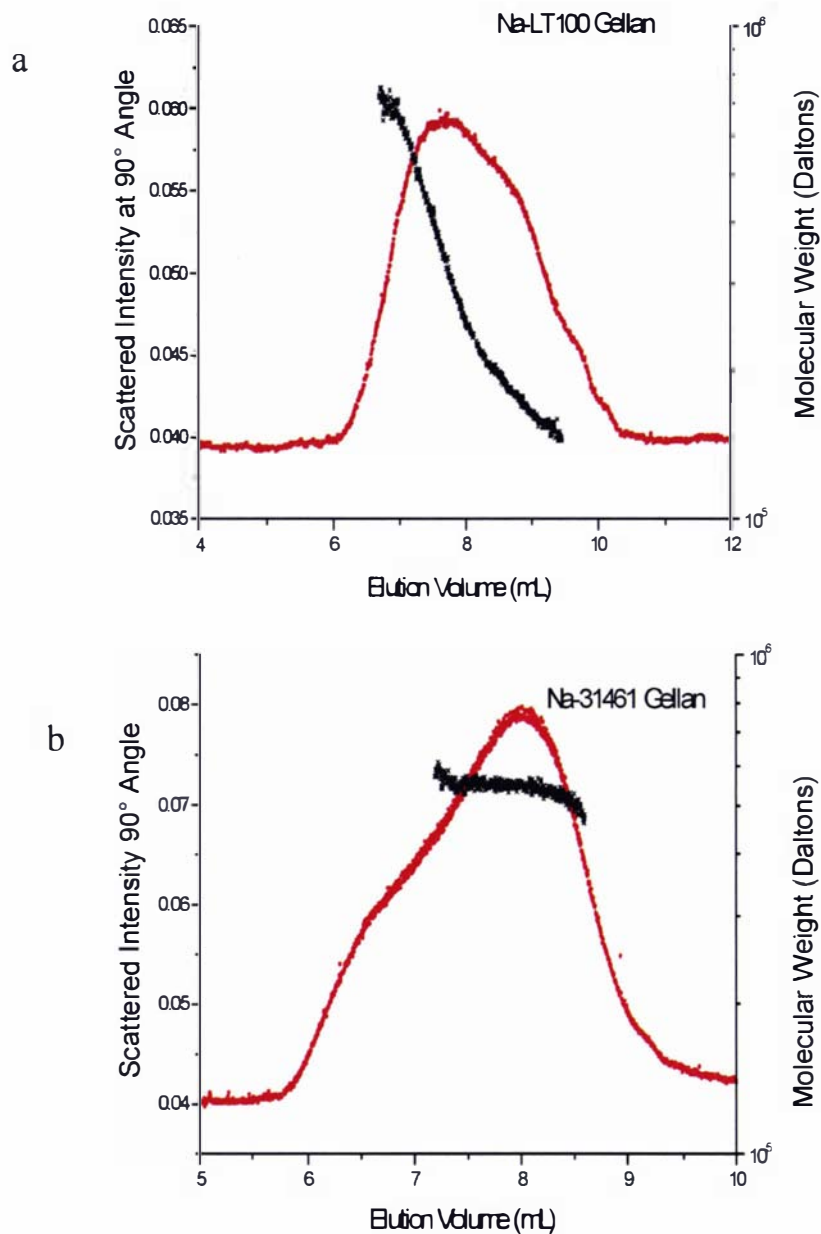 a
Na-LT100 Gellan
Scattered Intensity at 90° Angle
0.065
0.060
0.055
0.050
0.045
0.040
0.035
10⁶
10⁵
Molecular Weight (Daltons)
4 6 8 10 12
Elution Volume (mL)
b
Na-31461 Gellan
Scattered Intensity 90° Angle
0.08
0.07
0.06
0.05
0.04
10⁶
10⁵
Molecular Weight (Daltons)
5 6 7 8 9 10
Elution Volume (mL)